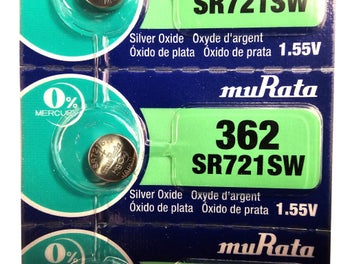 SR721SW
Silver Oxide Oxyde d'argent
Óxido de plata Óxido de prata 1.55V
muRata
0%
MERCURY
362
SR721SW
Silver Oxide Oxyde d'argent
Óxido de plata Óxido de prata 1.55V
muRata
0%
362